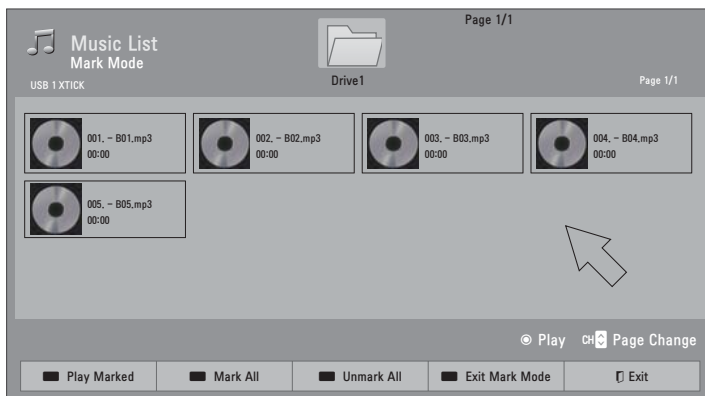 Page 1/1
Music List
Mark Mode
USB 1 XTICK
Drive1
Page 1/1
001. - B01.mp3
00:00
002. - B02.mp3
00:00
003. - B03.mp3
00:00
004. - B04.mp3
00:00
005. - B05.mp3
00:00
Play
CH Page Change
Play Marked
Mark All
Unmark All
Exit Mark Mode
Exit